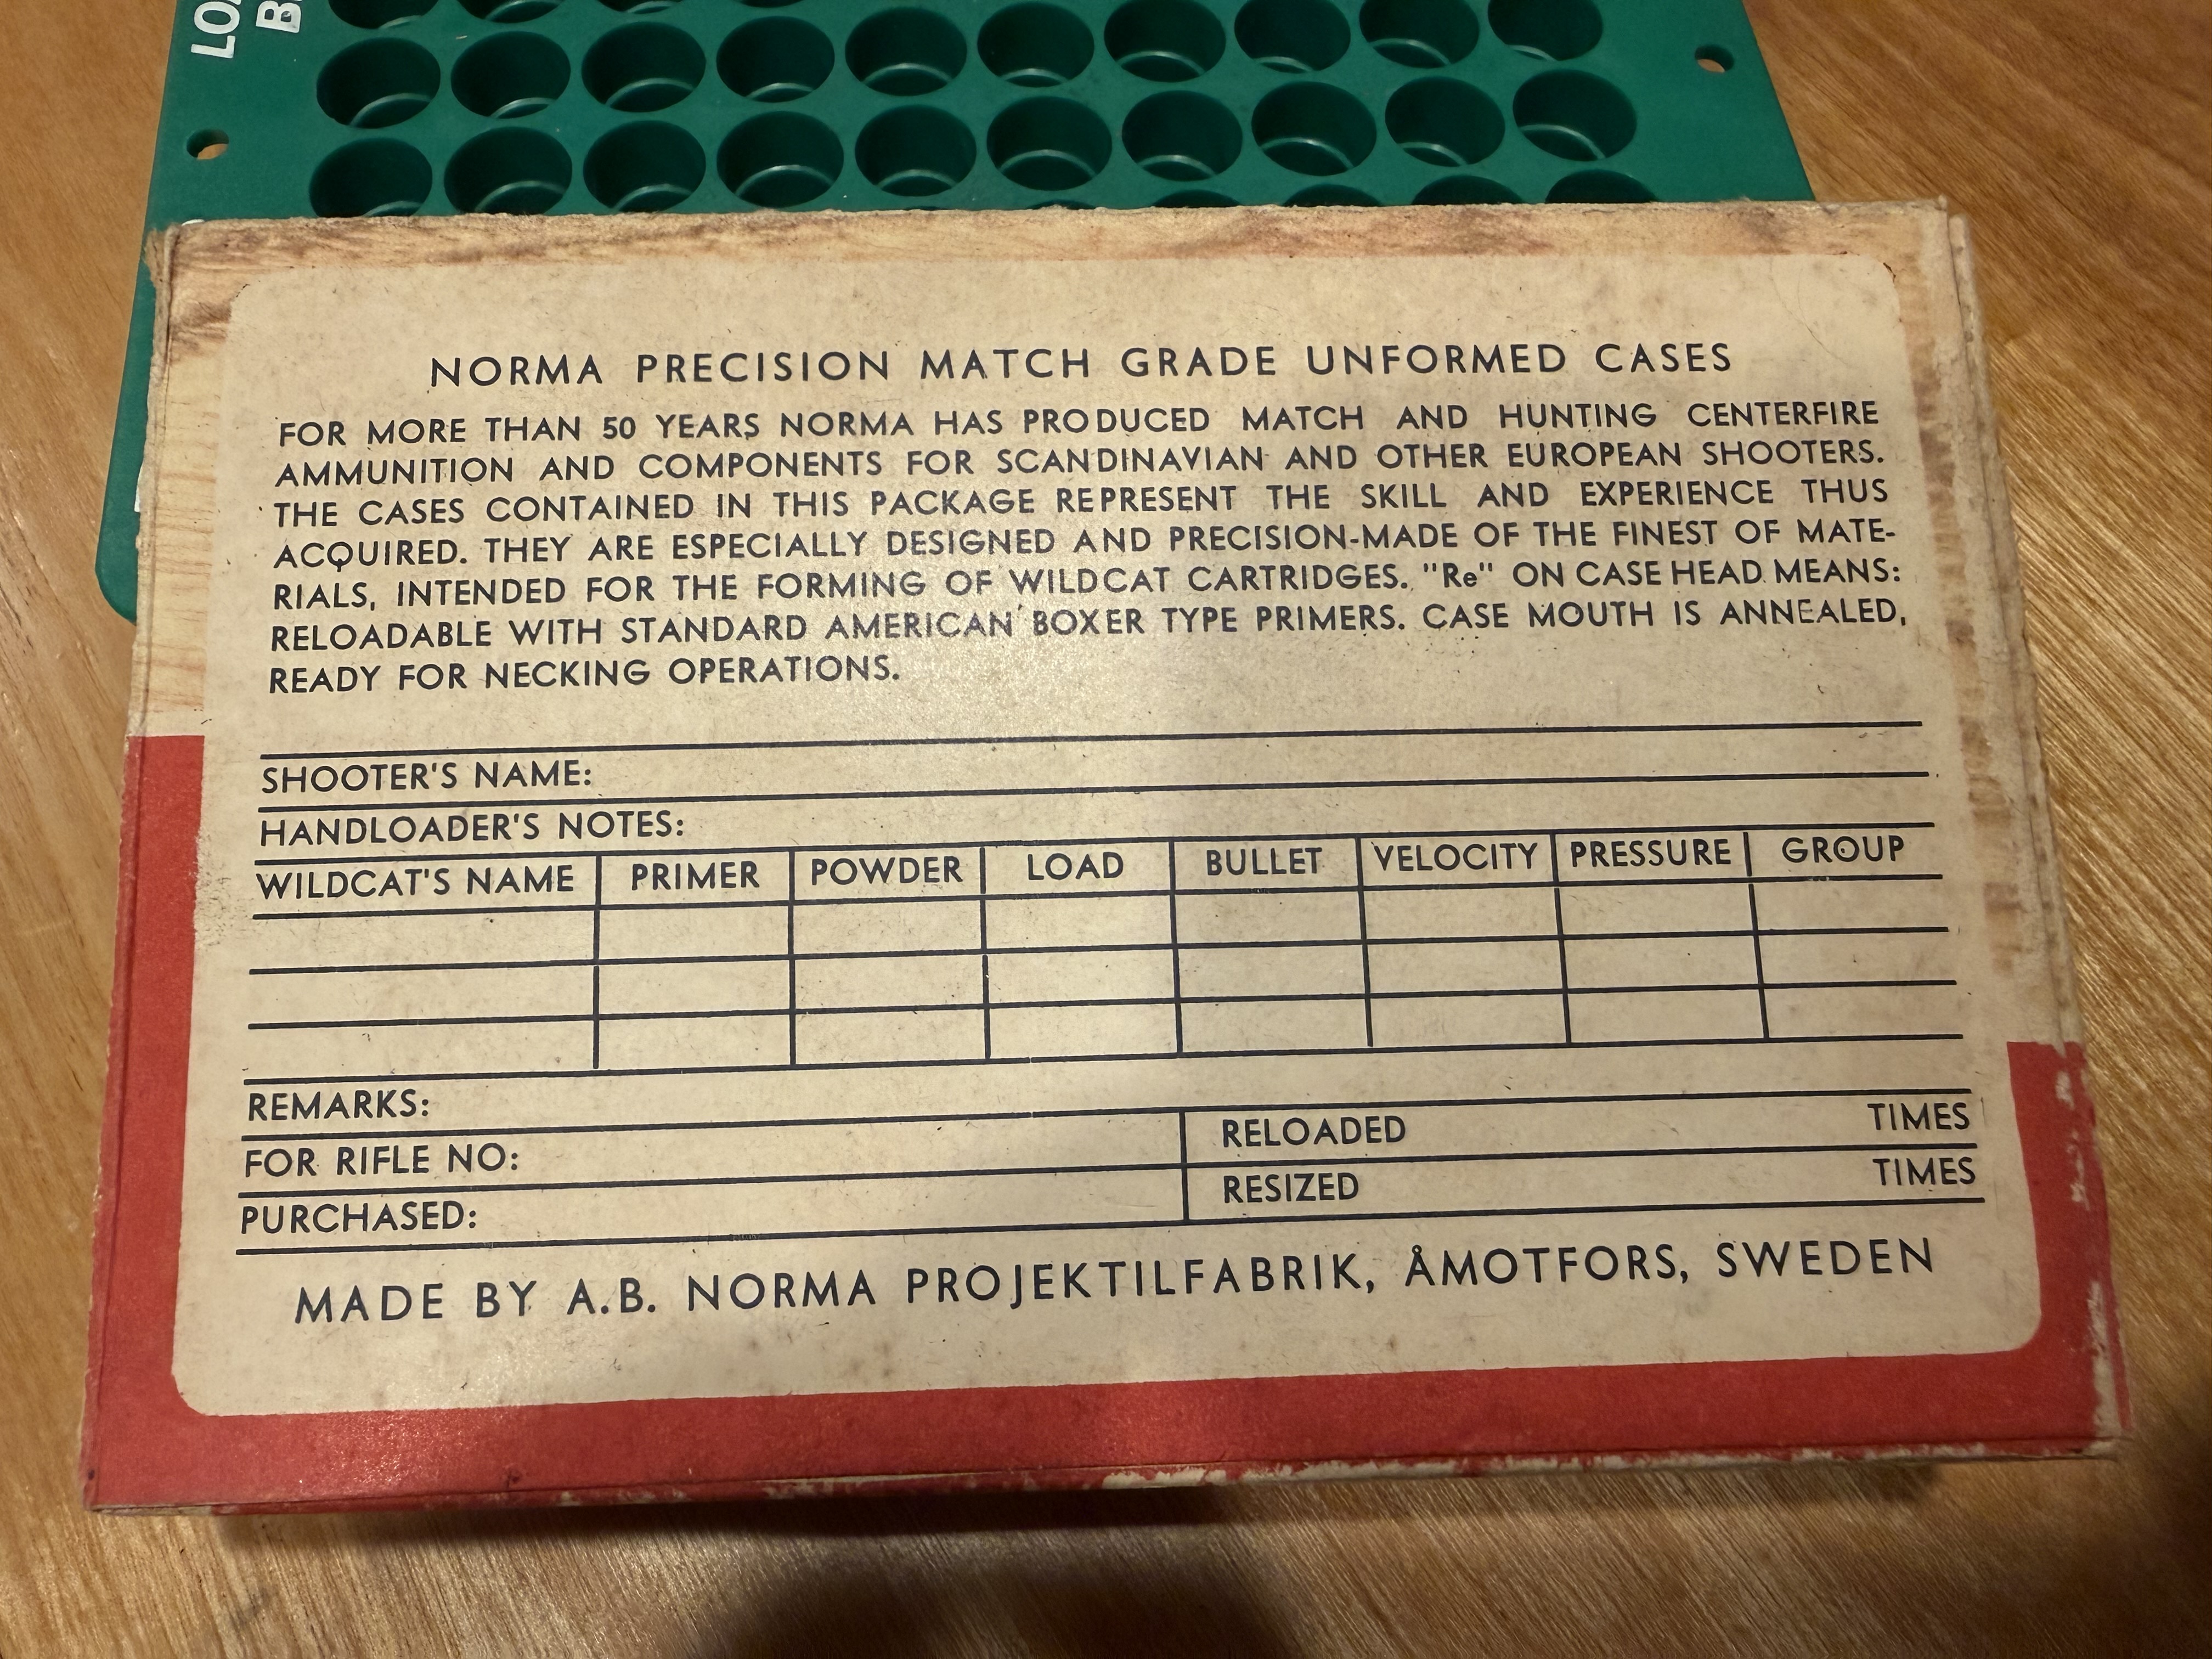 LO
B
NORMA PRECISION MATCH GRADE UNFORMED CASES
FOR MORE THAN 50 YEARS NORMA HAS PRODUCED MATCH AND HUNTING CENTERFIRE
AMMUNITION AND COMPONENTS FOR SCANDINAVIAN AND OTHER EUROPEAN SHOOTERS.
THE CASES CONTAINED IN THIS PACKAGE REPRESENT THE SKILL AND EXPERIENCE THUS
ACQUIRED. THEY ARE ESPECIALLY DESIGNED AND PRECISION-MADE OF THE FINEST OF MATE-
RIALS, INTENDED FOR THE FORMING OF WILDCAT CARTRIDGES. "Re" ON CASE HEAD MEANS:
RELOADABLE WITH STANDARD AMERICAN BOXER TYPE PRIMERS. CASE MOUTH IS ANNEALED,
READY FOR NECKING OPERATIONS.
SHOOTER'S NAME:
HANDLOADER'S NOTES:
WILDCAT'S NAME PRIMER POWDER LOAD BULLET VELOCITY PRESSURE GROUP
REMARKS:
FOR RIFLE NO: RELOADED TIMES
PURCHASED: RESIZED TIMES
MADE BY A.B. NORMA PROJEKTILFABRIK, ÅMOTFORS, SWEDEN